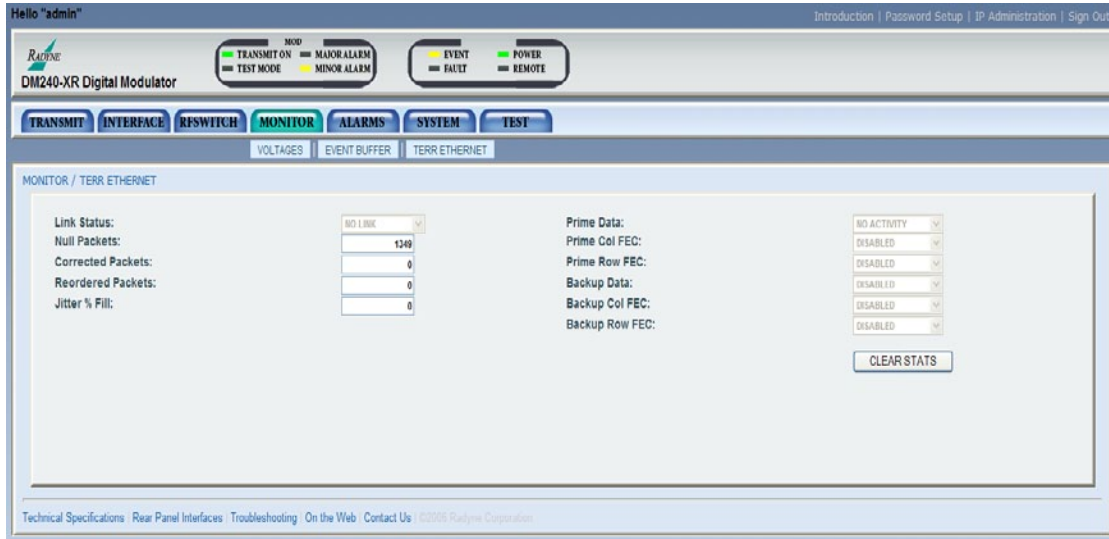 Hello "admin"
Introduction | Password Setup | IP Administration | Sign Out
RADYNE
DM240-XR Digital Modulator
MOD
TRANSMIT ON MAJOR ALARM
TEST MODE MINOR ALARM
EVENT POWER
FAULT REMOTE
TRANSMIT INTERFACE RFSWITCH MONITOR ALARMS SYSTEM TEST
VOLTAGES EVENT BUFFER TERR ETHERNET
MONITOR / TERR ETHERNET
Link Status: NO LINK
Null Packets: 1349
Corrected Packets: 0
Reordered Packets: 0
Jitter % Fill: 0
Prime Data: NO ACTIVITY
Prime Col FEC: DISABLED
Prime Row FEC: DISABLED
Backup Data: DISABLED
Backup Col FEC: DISABLED
Backup Row FEC: DISABLED
CLEAR STATS
Technical Specifications | Rear Panel Interfaces | Troubleshooting | On the Web | Contact Us | ©2006 Radyne Corporation